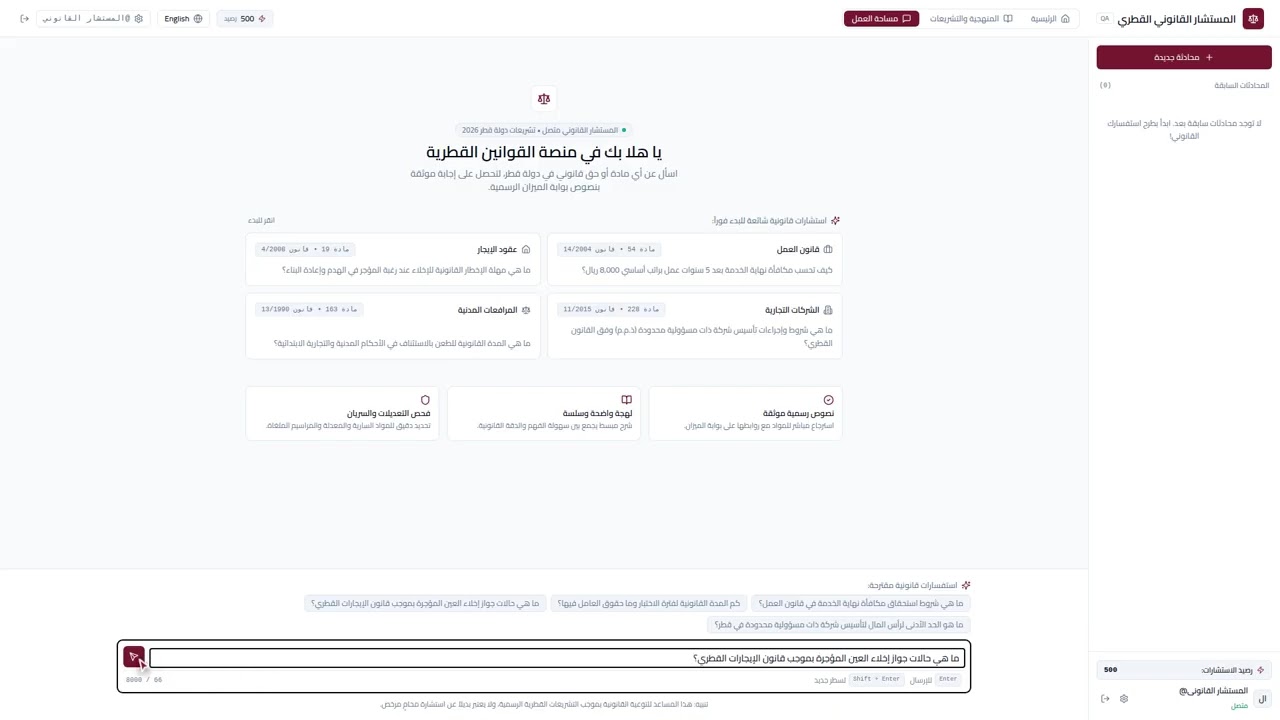 المستشار القانوني القطري QA
الرئيسية
المنهجية والتشريعات
مساحة العمل
500 رصيد
English
@المستشار القانوني
محادثة جديدة
المحادثات السابقة (0)
لا توجد محادثات سابقة بعد. ابدأ بطرح استفسارك
القانوني!
المستشار القانوني متصل • تشريعات دولة قطر 2026
يا هلا بك في منصة القوانين القطرية
اسأل عن أي مادة أو حق قانوني في دولة قطر، لتحصل على إجابة موثقة
بنصوص بوابة الميزان الرسمية.
استشارات قانونية شائعة للبدء فوراً:
انقر للبدء
قانون العمل
مادة 54 • قانون 14/2004
كيف تحسب مكافأة نهاية الخدمة بعد 5 سنوات عمل براتب أساسي 8,000 ريال؟
عقود الإيجار
مادة 19 • قانون 4/2008
ما هي مهلة الإخطار القانونية للإخلاء عند رغبة المؤجر في الهدم وإعادة البناء؟
الشركات التجارية
مادة 228 • قانون 11/2015
ما هي شروط وإجراءات تأسيس شركة ذات مسؤولية محدودة (ذ.م.م) وفق القانون
القطري؟
المرافعات المدنية
مادة 163 • قانون 13/1990
ما هي المدة القانونية للطعن بالاستئناف في الأحكام المدنية والتجارية الابتدائية؟
نصوص رسمية موثقة
استرجاع مباشر للمواد مع روابطها على بوابة الميزان.
لهجة واضحة وسلسة
شرح مبسط يجمع بين سهولة الفهم والدقة القانونية.
فحص التعديلات والسريان
تحديد دقيق للمواد السارية والمعدلة والمراسيم الملغاة.
استفسارات قانونية مقترحة:
ما هي شروط استحقاق مكافأة نهاية الخدمة في قانون العمل؟
كم المدة القانونية لفترة الاختبار وما حقوق العامل فيها؟
ما هي حالات جواز إخلاء العين المؤجرة بموجب قانون الإيجارات القطري؟
ما هو الحد الأدنى لرأس المال لتأسيس شركة ذات مسؤولية محدودة في قطر؟
ما هي حالات جواز إخلاء العين المؤجرة بموجب قانون الإيجارات القطري؟
Enter للإرسال Shift + Enter لسطر جديد
66 / 8000
تنبيه: هذا المساعد للتوعية القانونية بموجب التشريعات القطرية الرسمية، ولا يعتبر بديلاً عن استشارة محامٍ مرخص.
رصيد الاستشارات: 500
ال
المستشار القانوني@
متصل